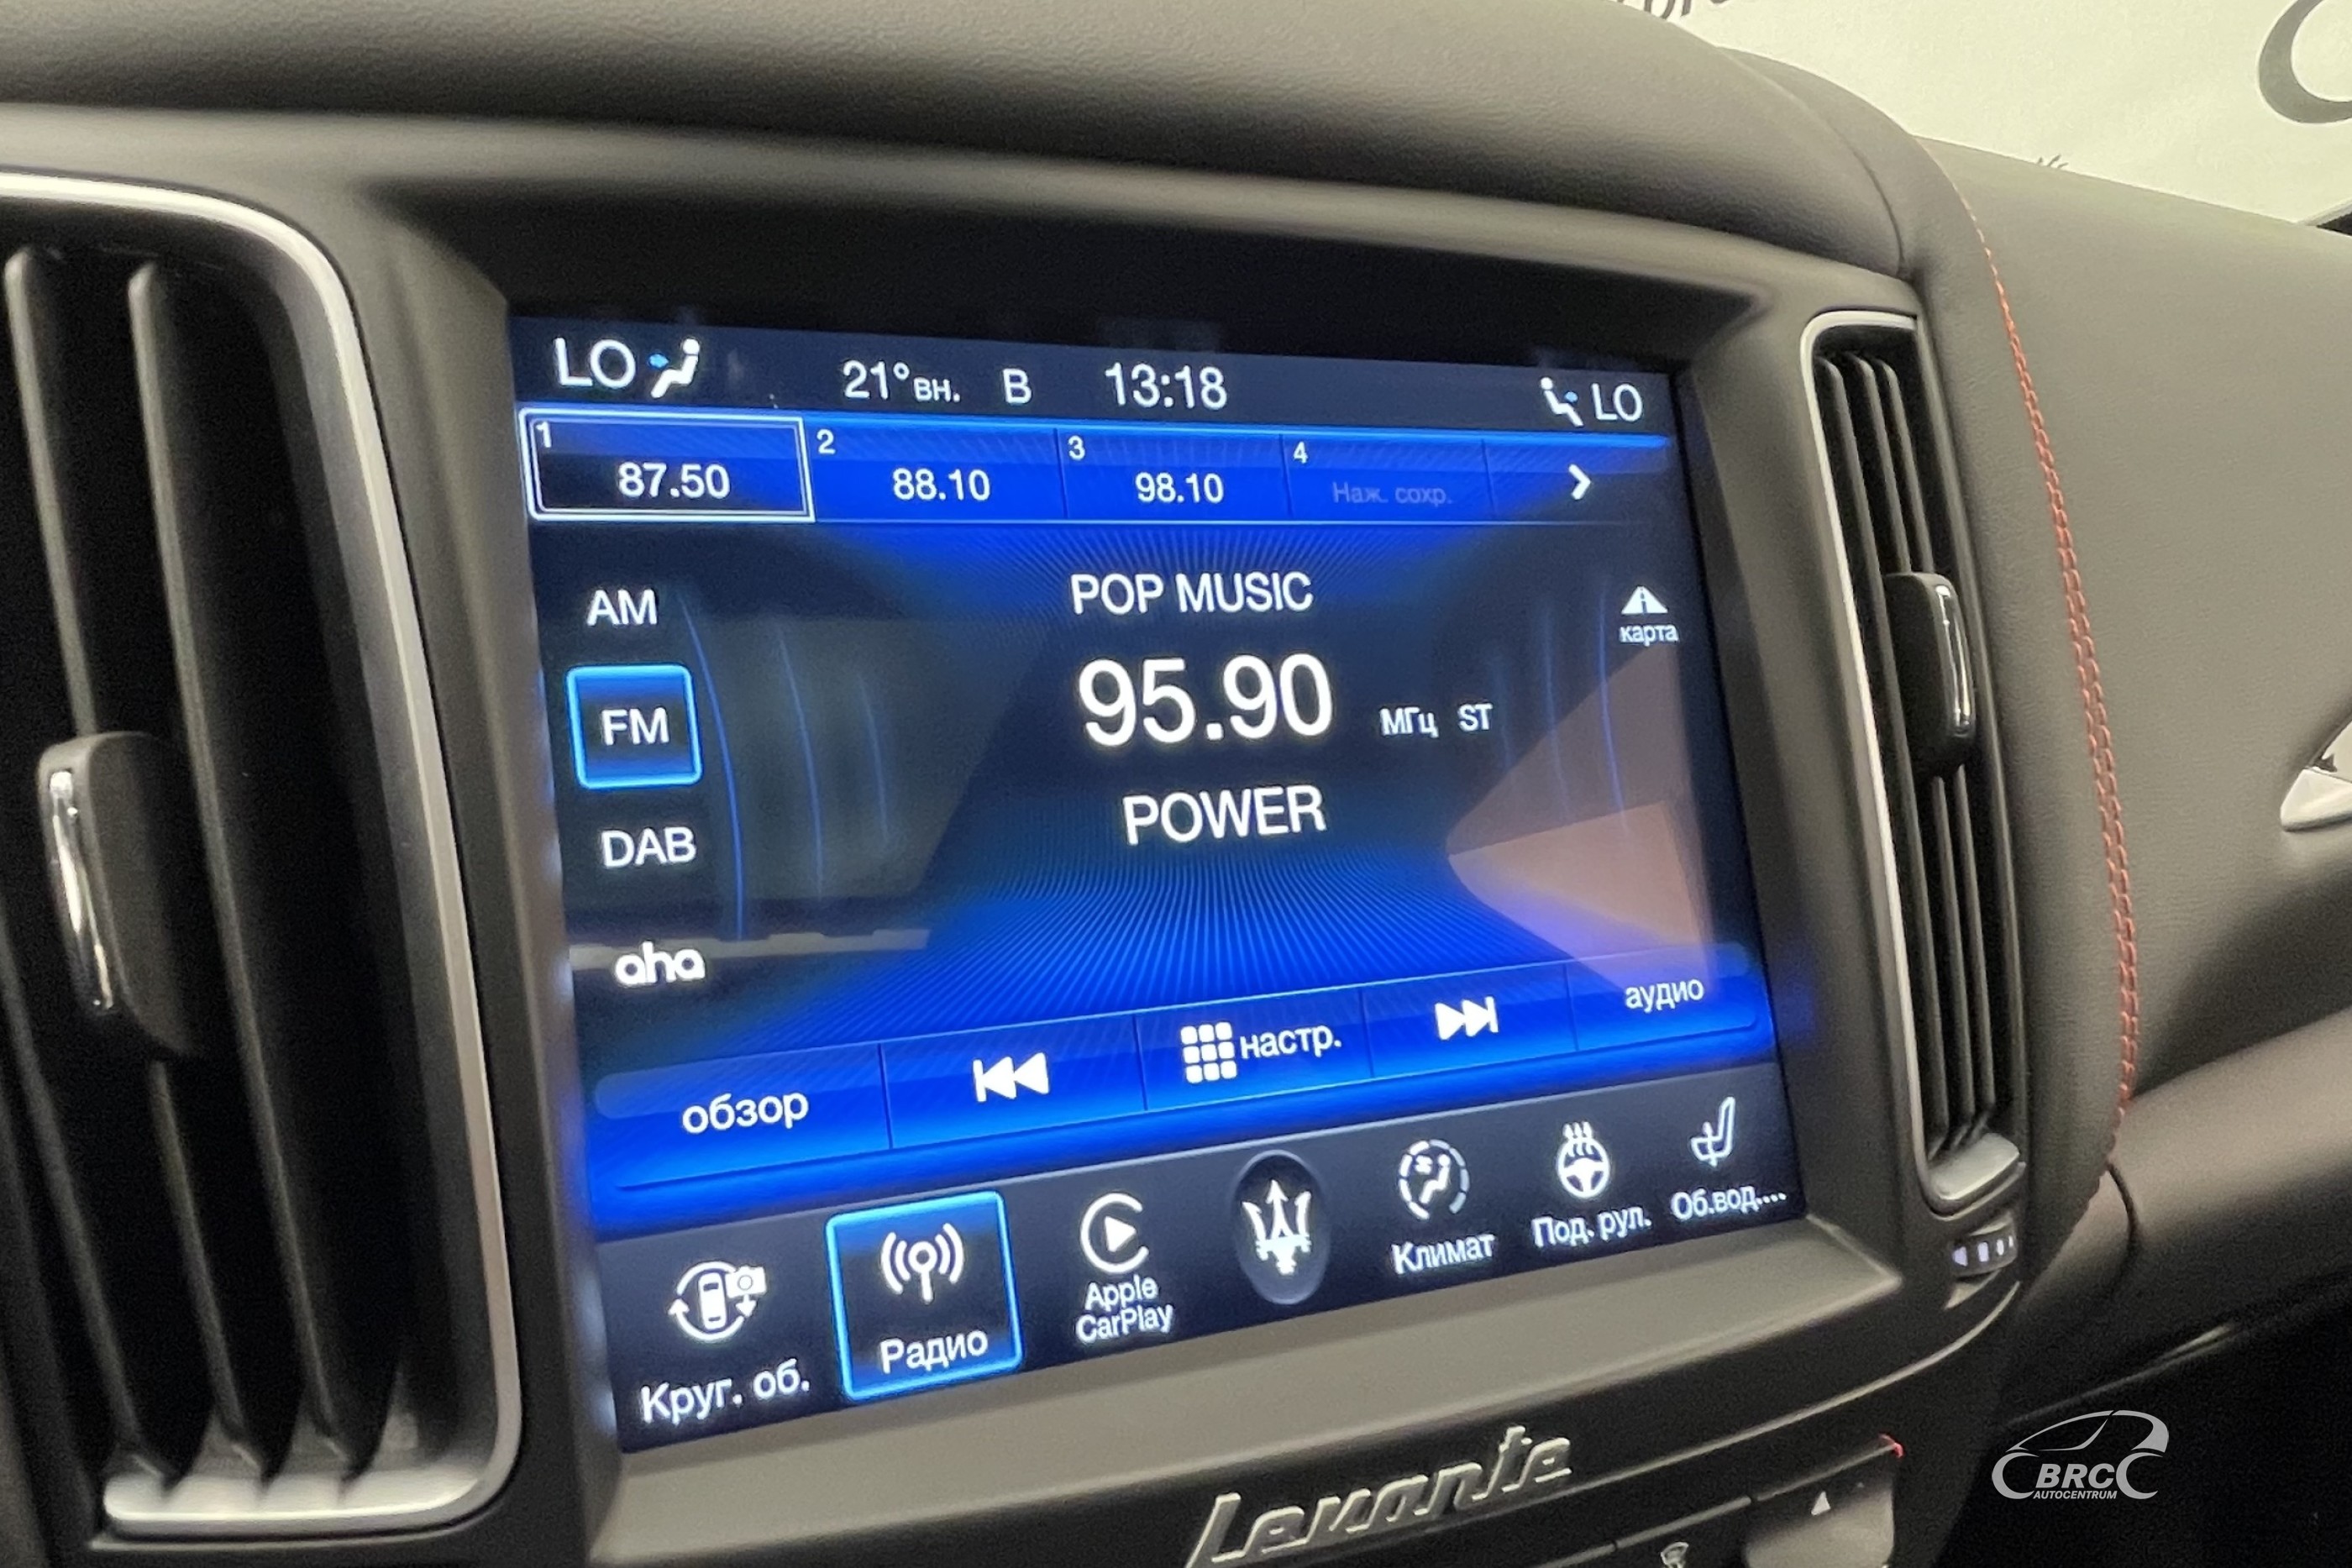 LO 21° вн. В 13:18 LO
1 87.50 2 88.10 3 98.10 4 Наж. сохр.
AM
FM
DAB
aha
POP MUSIC
95.90 МГц ST
POWER
карта
обзор настр. аудио
Круг. об. Радио Apple CarPlay Климат Под. рул. Об.вод....
Levante
BRC
AUTOCENTRUM